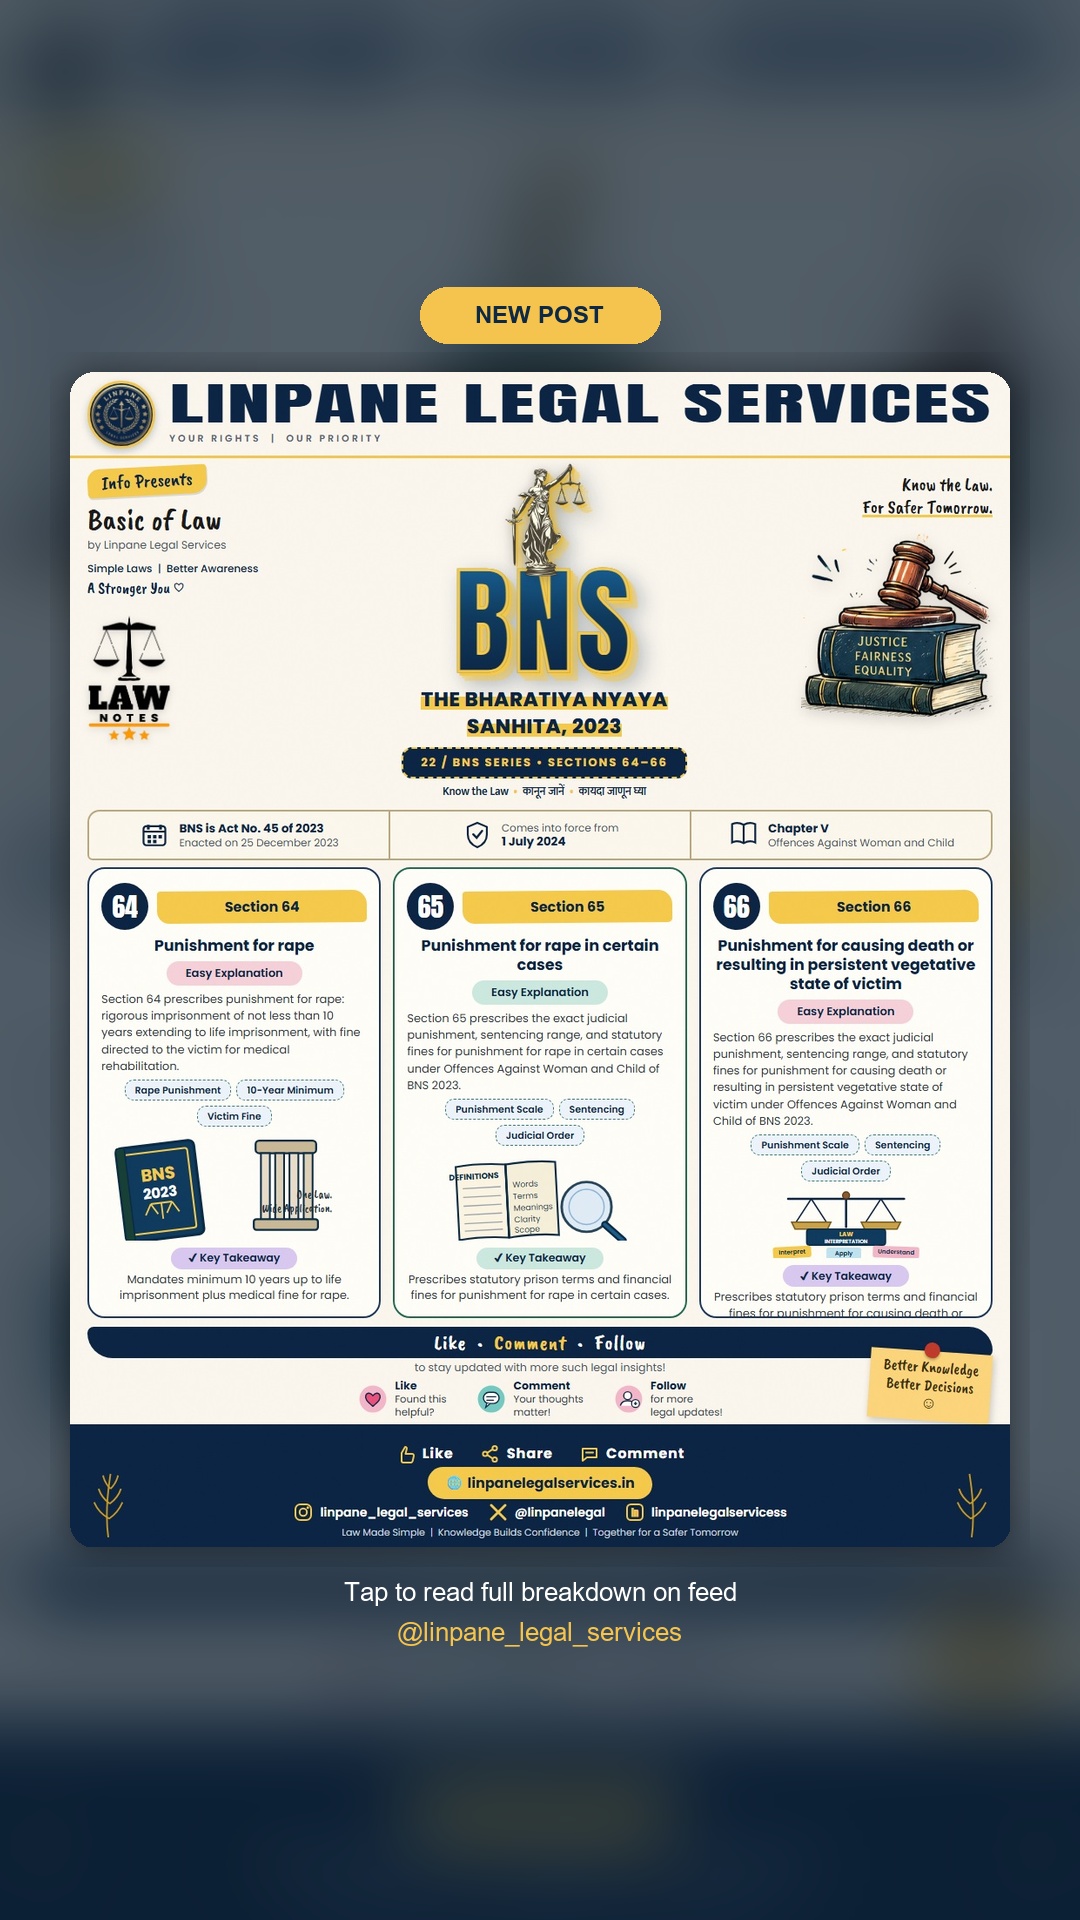 NEW POST
LINPANE LEGAL SERVICES
YOUR RIGHTS | OUR PRIORITY
LINPANE
Info Presents
Basic of Law
by Linpane Legal Services
Simple Laws | Better Awareness
A Stronger You ♡
LAW
NOTES
Know the Law.
For Safer Tomorrow.
JUSTICE
FAIRNESS
EQUALITY
BNS
THE BHARATIYA NYAYA
SANHITA, 2023
22 / BNS SERIES • SECTIONS 64–66
Know the Law • कानून जानें • कायदा जाणून घ्या
BNS is Act No. 45 of 2023
Enacted on 25 December 2023
Comes into force from
1 July 2024
Chapter V
Offences Against Woman and Child
64
Section 64
Punishment for rape
Easy Explanation
Section 64 prescribes punishment for rape:
rigorous imprisonment of not less than 10
years extending to life imprisonment, with fine
directed to the victim for medical
rehabilitation.
Rape Punishment
10-Year Minimum
Victim Fine
BNS
2023
One Law.
Wide Application.
✓ Key Takeaway
Mandates minimum 10 years up to life
imprisonment plus medical fine for rape.
65
Section 65
Punishment for rape in certain
cases
Easy Explanation
Section 65 prescribes the exact judicial
punishment, sentencing range, and statutory
fines for punishment for rape in certain cases
under Offences Against Woman and Child of
BNS 2023.
Punishment Scale
Sentencing
Judicial Order
DEFINITIONS
Words
Terms
Meanings
Clarity
Scope
✓ Key Takeaway
Prescribes statutory prison terms and financial
fines for punishment for rape in certain cases.
66
Section 66
Punishment for causing death or
resulting in persistent vegetative
state of victim
Easy Explanation
Section 66 prescribes the exact judicial
punishment, sentencing range, and statutory
fines for punishment for causing death or
resulting in persistent vegetative state of
victim under Offences Against Woman and
Child of BNS 2023.
Punishment Scale
Sentencing
Judicial Order
LAW
INTERPRETATION
Interpret
Apply
Understand
✓ Key Takeaway
Prescribes statutory prison terms and financial
fines for punishment for causing death or
Like • Comment • Follow
to stay updated with more such legal insights!
Like
Found this
helpful?
Comment
Your thoughts
matter!
Follow
for more
legal updates!
Better Knowledge
Better Decisions
☺
Like
Share
Comment
linpanelegalservices.in
linpane_legal_services
@linpanelegal
linpanelegalservicess
Law Made Simple | Knowledge Builds Confidence | Together for a Safer Tomorrow
Tap to read full breakdown on feed
@linpane_legal_services